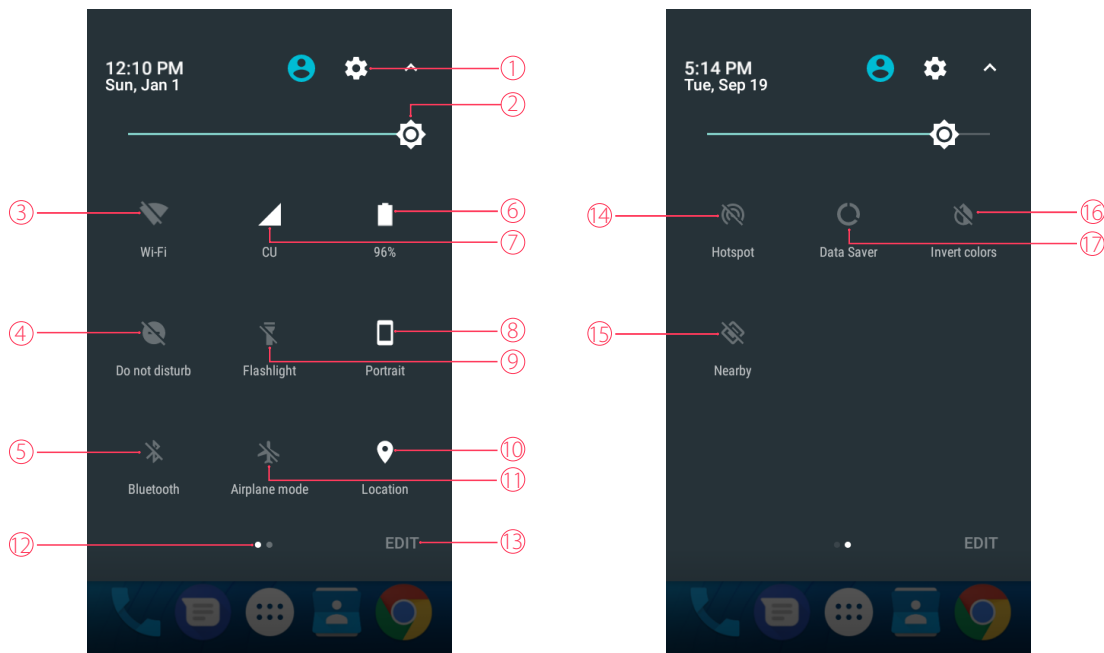 12:10 PM
Sun, Jan 1
①
②
③
Wi-Fi
CU
96%
⑥
⑦
④
Do not disturb
Flashlight
Portrait
⑧
⑨
⑤
Bluetooth
Airplane mode
Location
⑩
⑪
⑫
EDIT
⑬
5:14 PM
Tue, Sep 19
⑭
Hotspot
Data Saver
Invert colors
⑯
⑰
⑮
Nearby
EDIT